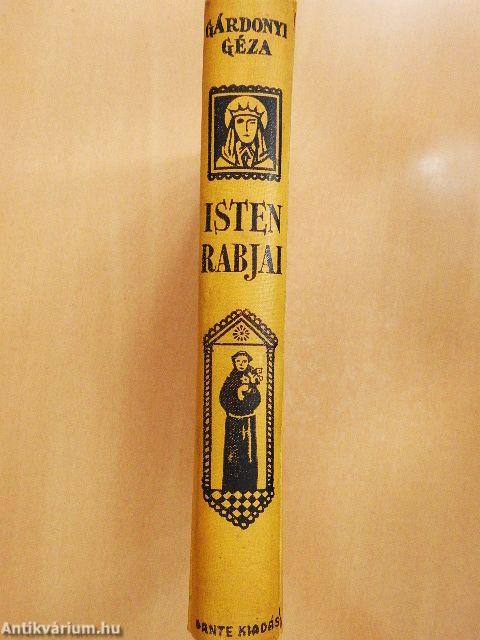 GÁRDONYI
GÉZA
ISTEN
RABJAI
DANTE KIADÁS
Antikvárium.hu